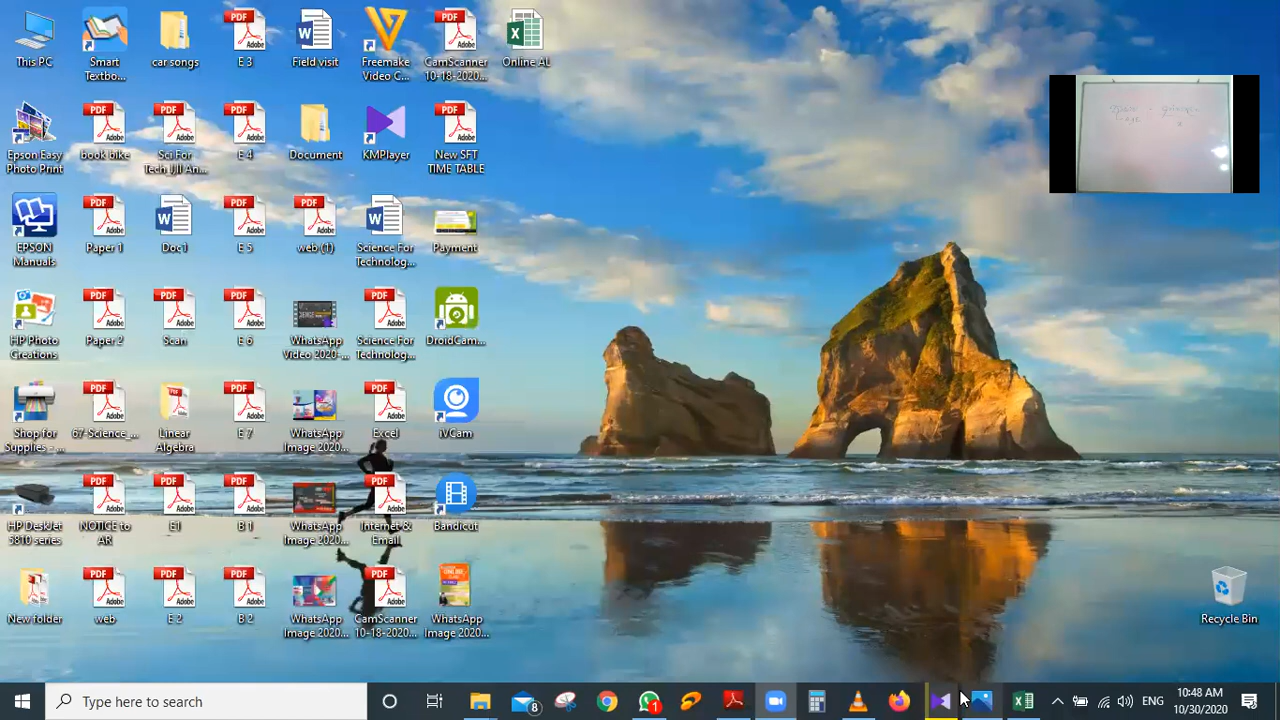 This PC
Smart
Textbo...
car songs
E 3
Field visit
Freemake
Video C...
CamScanner
10-18-2020...
Online AL
Epson Easy
Photo Print
book bike
Sci For
Tech (JII An...
E 4
Document
KMPlayer
New SFT
TIME TABLE
EPSON
Manuals
Paper 1
Doc1
E 5
web (1)
Science For
Technolog...
Payment
HP Photo
Creations
Paper 2
Scan
E 6
WhatsApp
Video 2020-...
Science For
Technolog...
DroidCam...
Shop for
Supplies - ...
67-Science_...
Linear
Algebra
E 7
WhatsApp
Image 2020...
Excel
iVCam
HP DeskJet
5810 series
NOTICE to
AR
E1
B 1
WhatsApp
Image 2020...
Internet &
Email
Bandicut
New folder
web
E 2
B 2
WhatsApp
Image 2020...
CamScanner
10-18-2020...
WhatsApp
Image 2020...
Recycle Bin
Type here to search
8
1
ENG
10:48 AM
10/30/2020